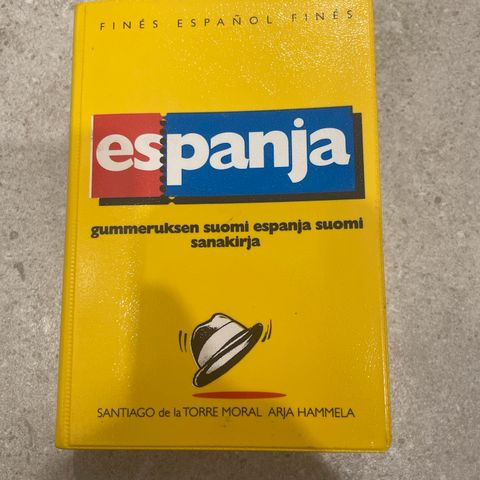 FINÉS ESPAÑOL FINÉS
espanja
gummeruksen suomi espanja suomi
sanakirja
SANTIAGO de la TORRE MORAL ARJA HAMMELA